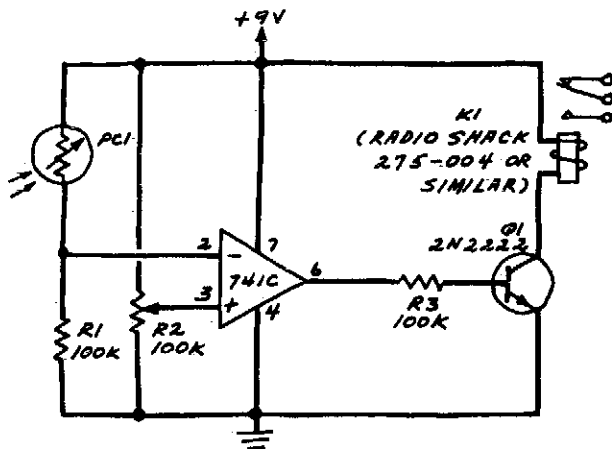 +9V
PC1
K1
(RADIO SHACK
275-004 OR
SIMILAR)
Q1
2N2222
2
-
7
741C
6
3
+
4
R1
100K
R2
100K
R3
100K